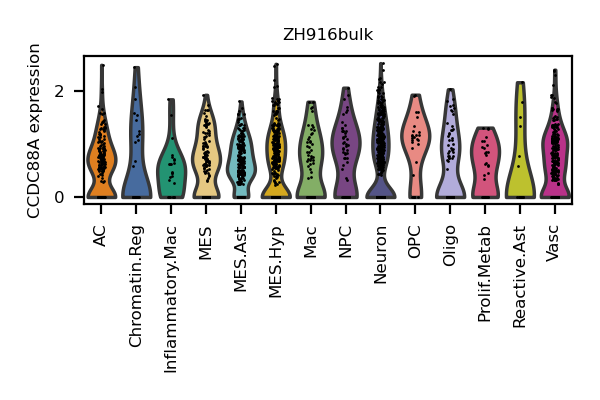 ZH916bulk
CCDC88A expression
2
0
AC
Chromatin.Reg
Inflammatory.Mac
MES
MES.Ast
MES.Hyp
Mac
NPC
Neuron
OPC
Oligo
Prolif.Metab
Reactive.Ast
Vasc